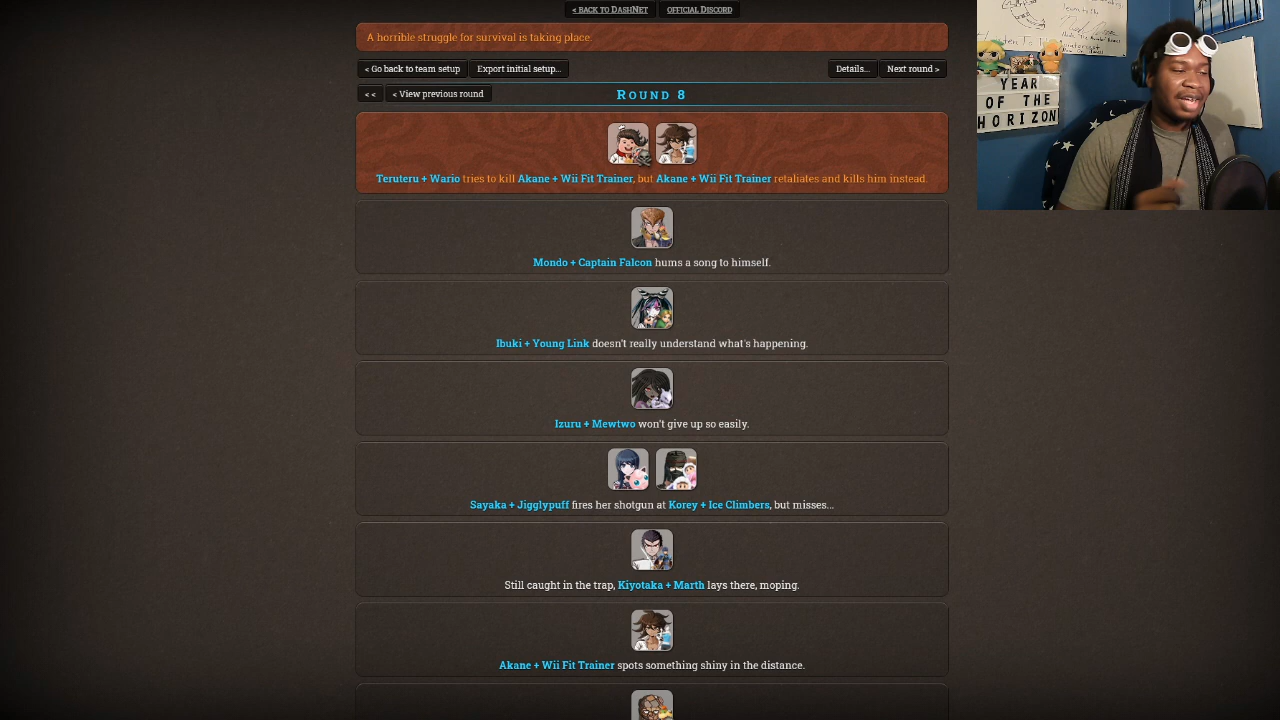 < BACK TO DASHNET
OFFICIAL DISCORD
A horrible struggle for survival is taking place.
< Go back to team setup
Export initial setup...
Details...
Next round >
< <
< View previous round
ROUND 8
Teruteru + Wario tries to kill Akane + Wii Fit Trainer, but Akane + Wii Fit Trainer retaliates and kills him instead.
Mondo + Captain Falcon hums a song to himself.
Ibuki + Young Link doesn't really understand what's happening.
Izuru + Mewtwo won't give up so easily.
Sayaka + Jigglypuff fires her shotgun at Korey + Ice Climbers, but misses...
Still caught in the trap, Kiyotaka + Marth lays there, moping.
Akane + Wii Fit Trainer spots something shiny in the distance.
YEAR
OF THE
HORIZON